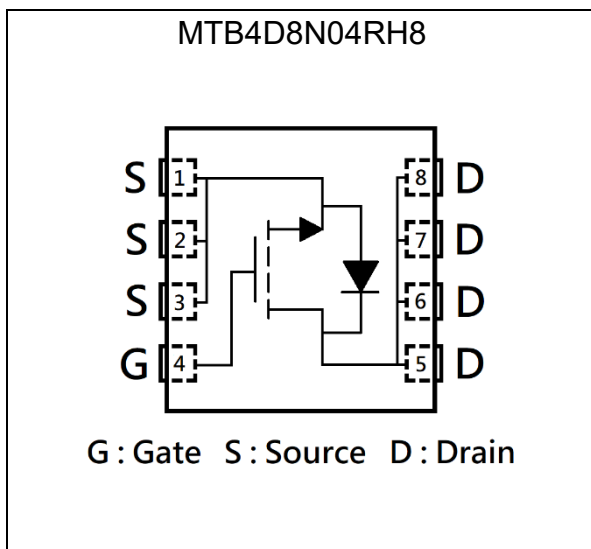 MTB4D8N04RH8
S 1 8 D
S 2 7 D
S 3 6 D
G 4 5 D
G : Gate S : Source D : Drain